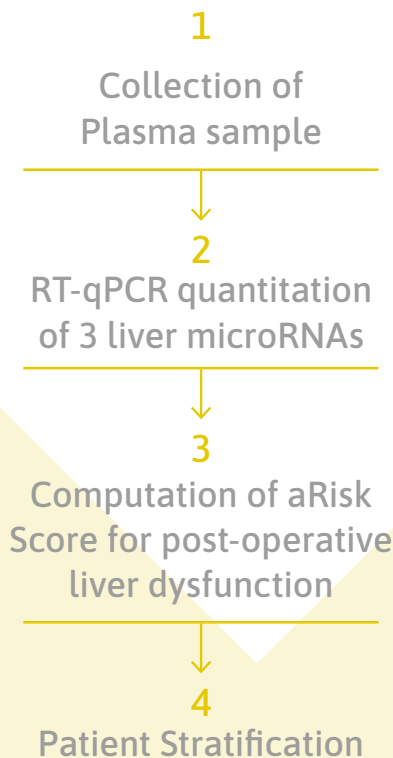 1
Collection of
Plasma sample
2
RT-qPCR quantitation
of 3 liver microRNAs
3
Computation of aRisk
Score for post-operative
liver dysfunction
4
Patient Stratification